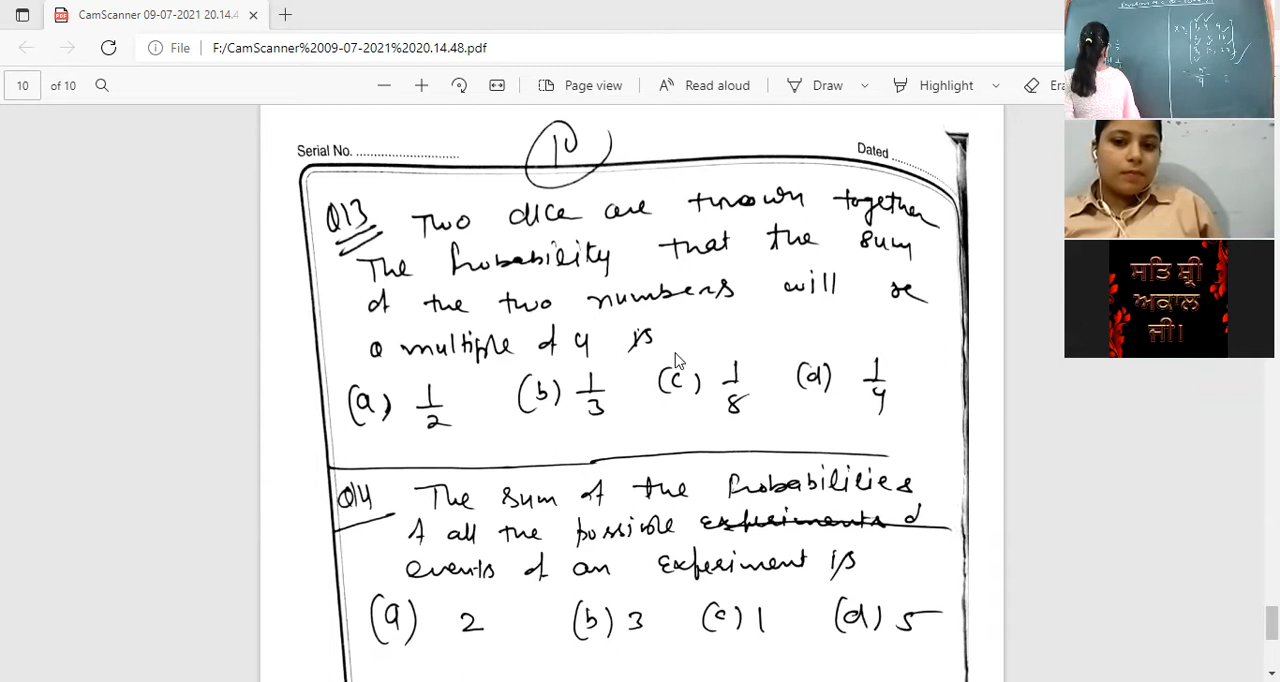 CamScanner 09-07-2021 20.14.4
File F:/CamScanner%2009-07-2021%2020.14.48.pdf
10 of 10
Page view
Read aloud
Draw
Highlight
Era
Serial No.
10
Dated
Q13 Two dice are thrown together
The Probability that the sum
of the two numbers will be
a multiple of 4 is
(a) 1/2 (b) 1/3 (c) 1/8 (d) 1/4
Q14 The sum of the Probabilities
of all the possible experiments of
events of an experiment is
(a) 2 (b) 3 (c) 1 (d) 5
ਸਤਿ ਸ਼੍ਰੀ
ਅਕਾਲ
ਜੀ।